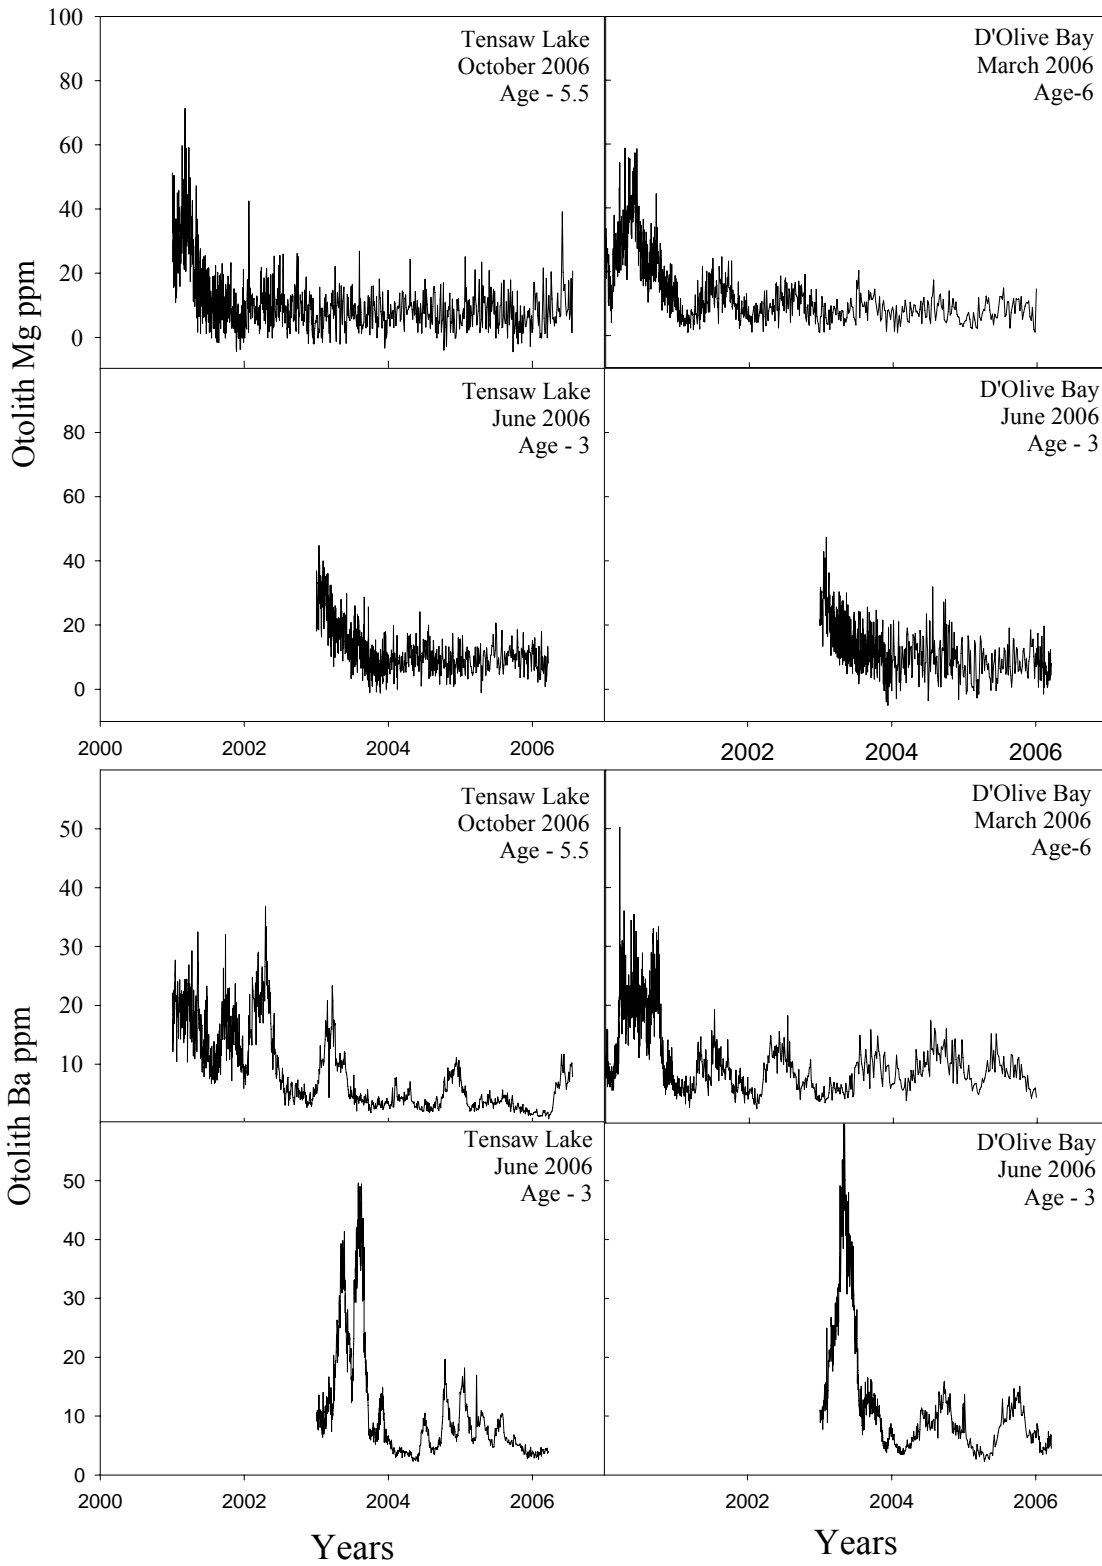 100
80
60
40
20
0
Otolith Mg ppm
Tensaw Lake
October 2006
Age - 5.5
D'Olive Bay
March 2006
Age-6
80
60
40
20
0
Tensaw Lake
June 2006
Age - 3
D'Olive Bay
June 2006
Age - 3
2000 2002 2004 2006
2002 2004 2006
50
40
30
20
10
Otolith Ba ppm
Tensaw Lake
October 2006
Age - 5.5
D'Olive Bay
March 2006
Age-6
50
40
30
20
10
0
Tensaw Lake
June 2006
Age - 3
D'Olive Bay
June 2006
Age - 3
2000 2002 2004 2006
2002 2004 2006
Years
Years